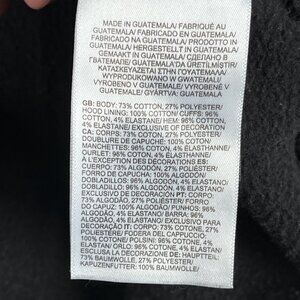 MADE IN GUATEMALA/ FABRIQUÉ AU
GUATEMALA/ FABRICADO EN GUATEMALA/
FABRICADO NA GUATEMALA/ PRODOTTO IN
GUATEMALA/ HERGESTELLT IN GUATEMALA/
GEMAAKT IN GUATEMALA/ СДЕЛАНО В
ГВАТЕМАЛЕ/ GUATEMALA'DA ÜRETİLMİŞTİR/
ΚΑΤΑΣΚΕΥΑΖΕΤΑΙ ΣΤΗΝ ΓΟΥΑΤΕΜΑΛΑ/
WYPRODUKOWANO W GWATEMALI/
VYROBENO V GUATEMALE/ VYROBENÉ V
GUATEMALE/ GYÁRTVA: GUATEMALA
GB: BODY: 73% COTTON, 27% POLYESTER/
HOOD LINING: 100% COTTON/ CUFFS: 96%
COTTON, 4% ELASTANE/ HEM: 96% COTTON,
4% ELASTANE/ EXCLUSIVE OF DECORATION
CA: CORPS: 73% COTON, 27% POLYESTER/
DOUBLURE DE CAPUCHE: 100% COTON/
MANCHETTES: 96% COTON, 4% ÉLASTHANNE/
OURLET: 96% COTON, 4% ÉLASTHANNE/
À L'EXCEPTION DES DÉCORATIONS ES:
CUERPO: 73% ALGODÓN, 27% POLIÉSTER/
FORRO DE CAPUCHA: 100% ALGODÓN/
DOBLADILLOS: 96% ALGODÓN, 4% ELASTANO/
DOBLADILLO: 96% ALGODÓN, 4% ELASTANO/
EXCLUSIVO DE DECORACIÓN PT: CORPO:
73% ALGODÃO, 27% POLIÉSTER/ FORRO DO
CAPUZ: 100% ALGODÃO/ PUNHOS: 96%
ALGODÃO, 4% ELASTANO/ BARRA: 96%
ALGODÃO, 4% ELASTANO/ EXCLUSIVO PARA
DECORAÇÃO IT: CORPO: 73% COTONE, 27%
POLIESTERE/ FODERA DEL CAPPUCCIO:
100% COTONE/ POLSINI: 96% COTONE, 4%
ELASTAN/ ORLO: 96% COTONE, 4% ELASTAN/
ESCLUSA LA DECORAZIONE DE: HAUPTTEIL:
73% BAUMWOLLE, 27% POLYESTER/
KAPUZENFUTTER: 100% BAUMWOLLE/